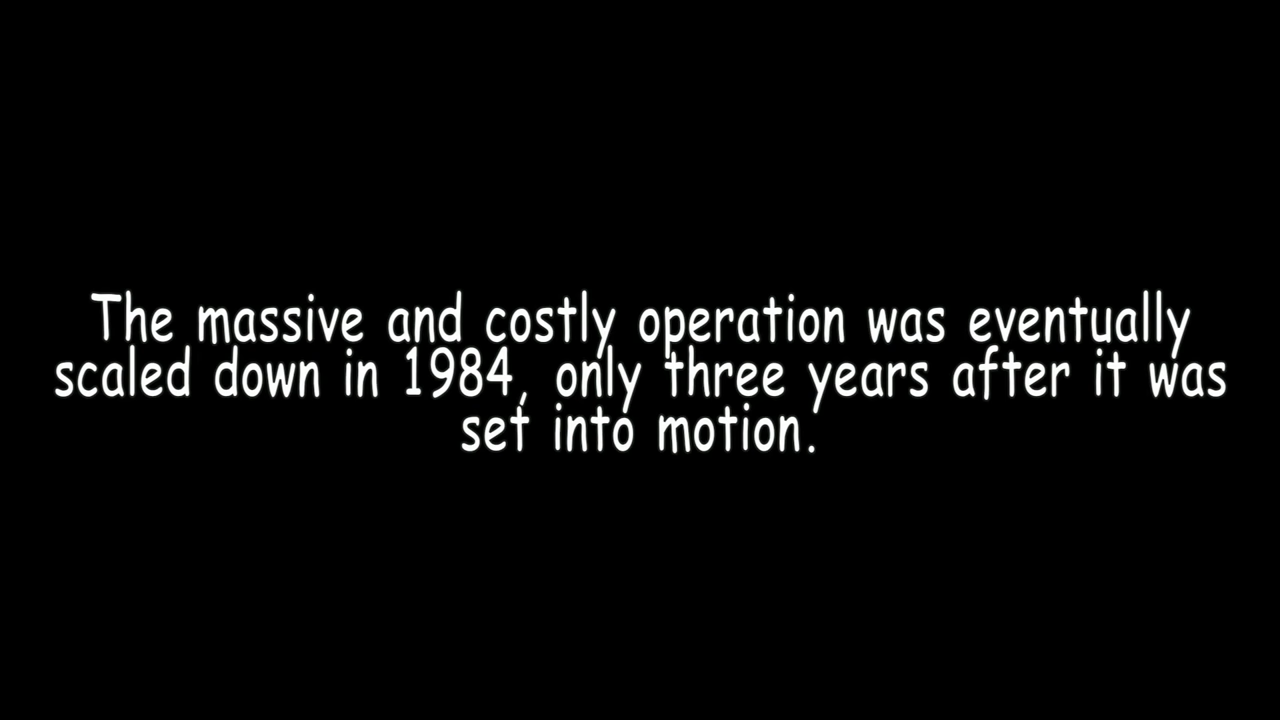 The massive and costly operation was eventually
scaled down in 1984, only three years after it was
set into motion.